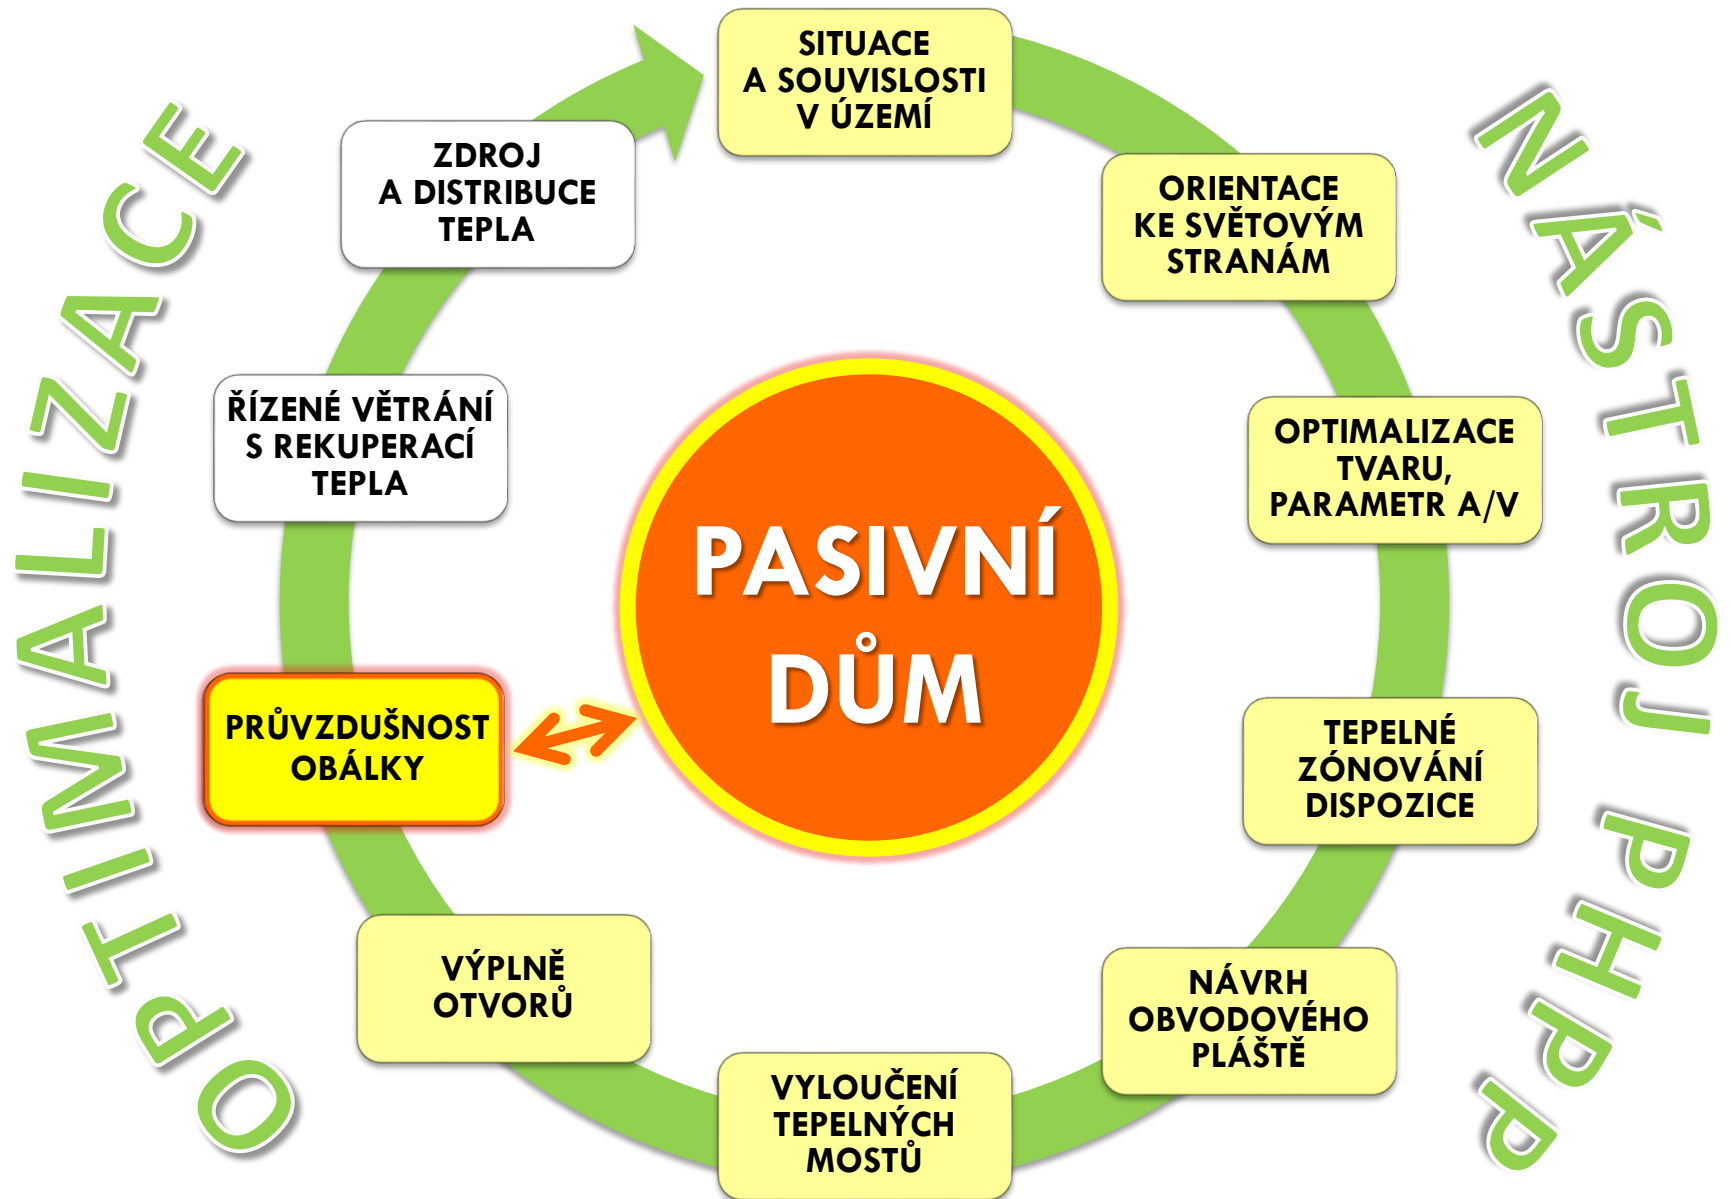 SITUACE
A SOUVISLOSTI
V ÚZEMÍ
ORIENTACE
KE SVĚTOVÝM
STRANÁM
OPTIMALIZACE
TVARU,
PARAMETR A/V
TEPELNÉ
ZÓNOVÁNÍ
DISPOZICE
NÁVRH
OBVODOVÉHO
PLÁŠTĚ
VYLOUČENÍ
TEPELNÝCH
MOSTŮ
VÝPLNĚ
OTVORŮ
PRŮVZDUŠNOST
OBÁLKY
ŘÍZENÉ VĚTRÁNÍ
S REKUPERACÍ
TEPLA
ZDROJ
A DISTRIBUCE
TEPLA
PASIVNÍ
DŮM
OPTIMALIZACE
NÁSTROJ PHPP